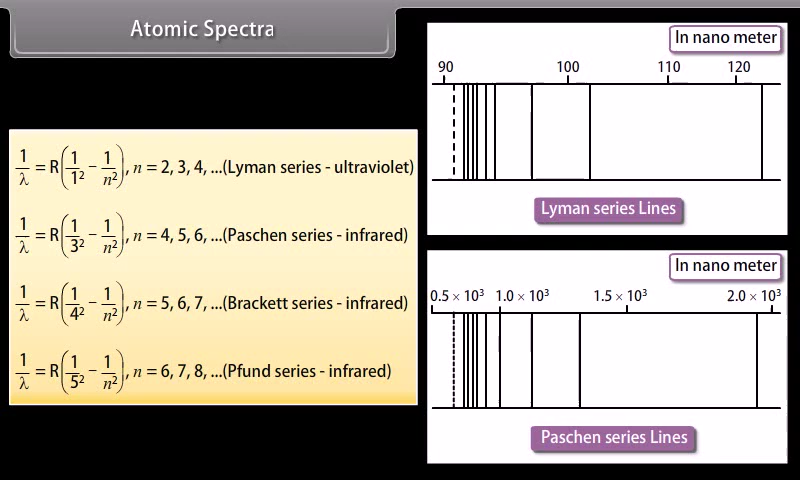 Atomic Spectra
1/λ = R(1/1² − 1/n²), n = 2, 3, 4, ...(Lyman series - ultraviolet)
1/λ = R(1/3² − 1/n²), n = 4, 5, 6, ...(Paschen series - infrared)
1/λ = R(1/4² − 1/n²), n = 5, 6, 7, ...(Brackett series - infrared)
1/λ = R(1/5² − 1/n²), n = 6, 7, 8, ...(Pfund series - infrared)
In nano meter
90 100 110 120
Lyman series Lines
In nano meter
0.5 × 10³ 1.0 × 10³ 1.5 × 10³ 2.0 × 10³
Paschen series Lines